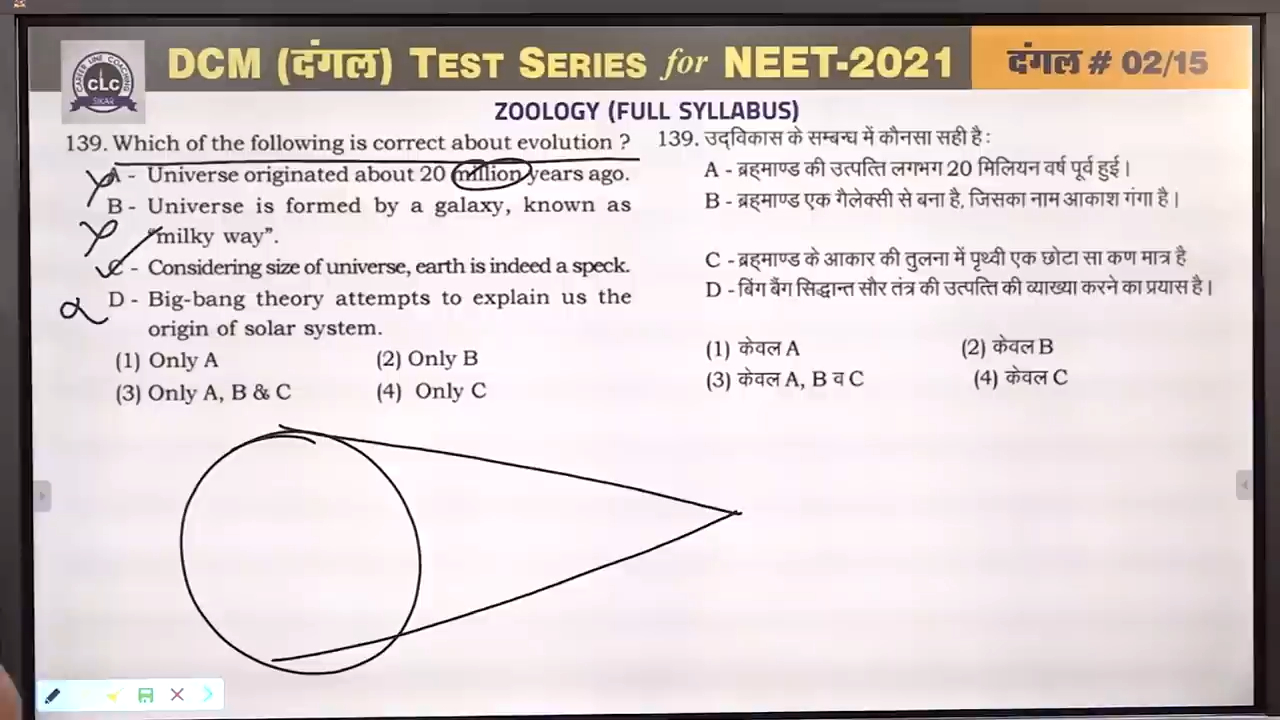 DCM (दंगल) TEST SERIES for NEET-2021
दंगल # 02/15
CAREER LINE COACHING
CLC
SIKAR
ZOOLOGY (FULL SYLLABUS)
139. Which of the following is correct about evolution ?
A - Universe originated about 20 million years ago.
B - Universe is formed by a galaxy, known as
"milky way".
C - Considering size of universe, earth is indeed a speck.
D - Big-bang theory attempts to explain us the
origin of solar system.
(1) Only A (2) Only B
(3) Only A, B & C (4) Only C
139. उद्विकास के सम्बन्ध में कौनसा सही है :
A - ब्रह्माण्ड की उत्पत्ति लगभग 20 मिलियन वर्ष पूर्व हुई।
B - ब्रह्माण्ड एक गैलेक्सी से बना है, जिसका नाम आकाश गंगा है।
C - ब्रह्माण्ड के आकार की तुलना में पृथ्वी एक छोटा सा कण मात्र है
D - बिंग बैंग सिद्धान्त सौर तंत्र की उत्पत्ति की व्याख्या करने का प्रयास है।
(1) केवल A (2) केवल B
(3) केवल A, B व C (4) केवल C